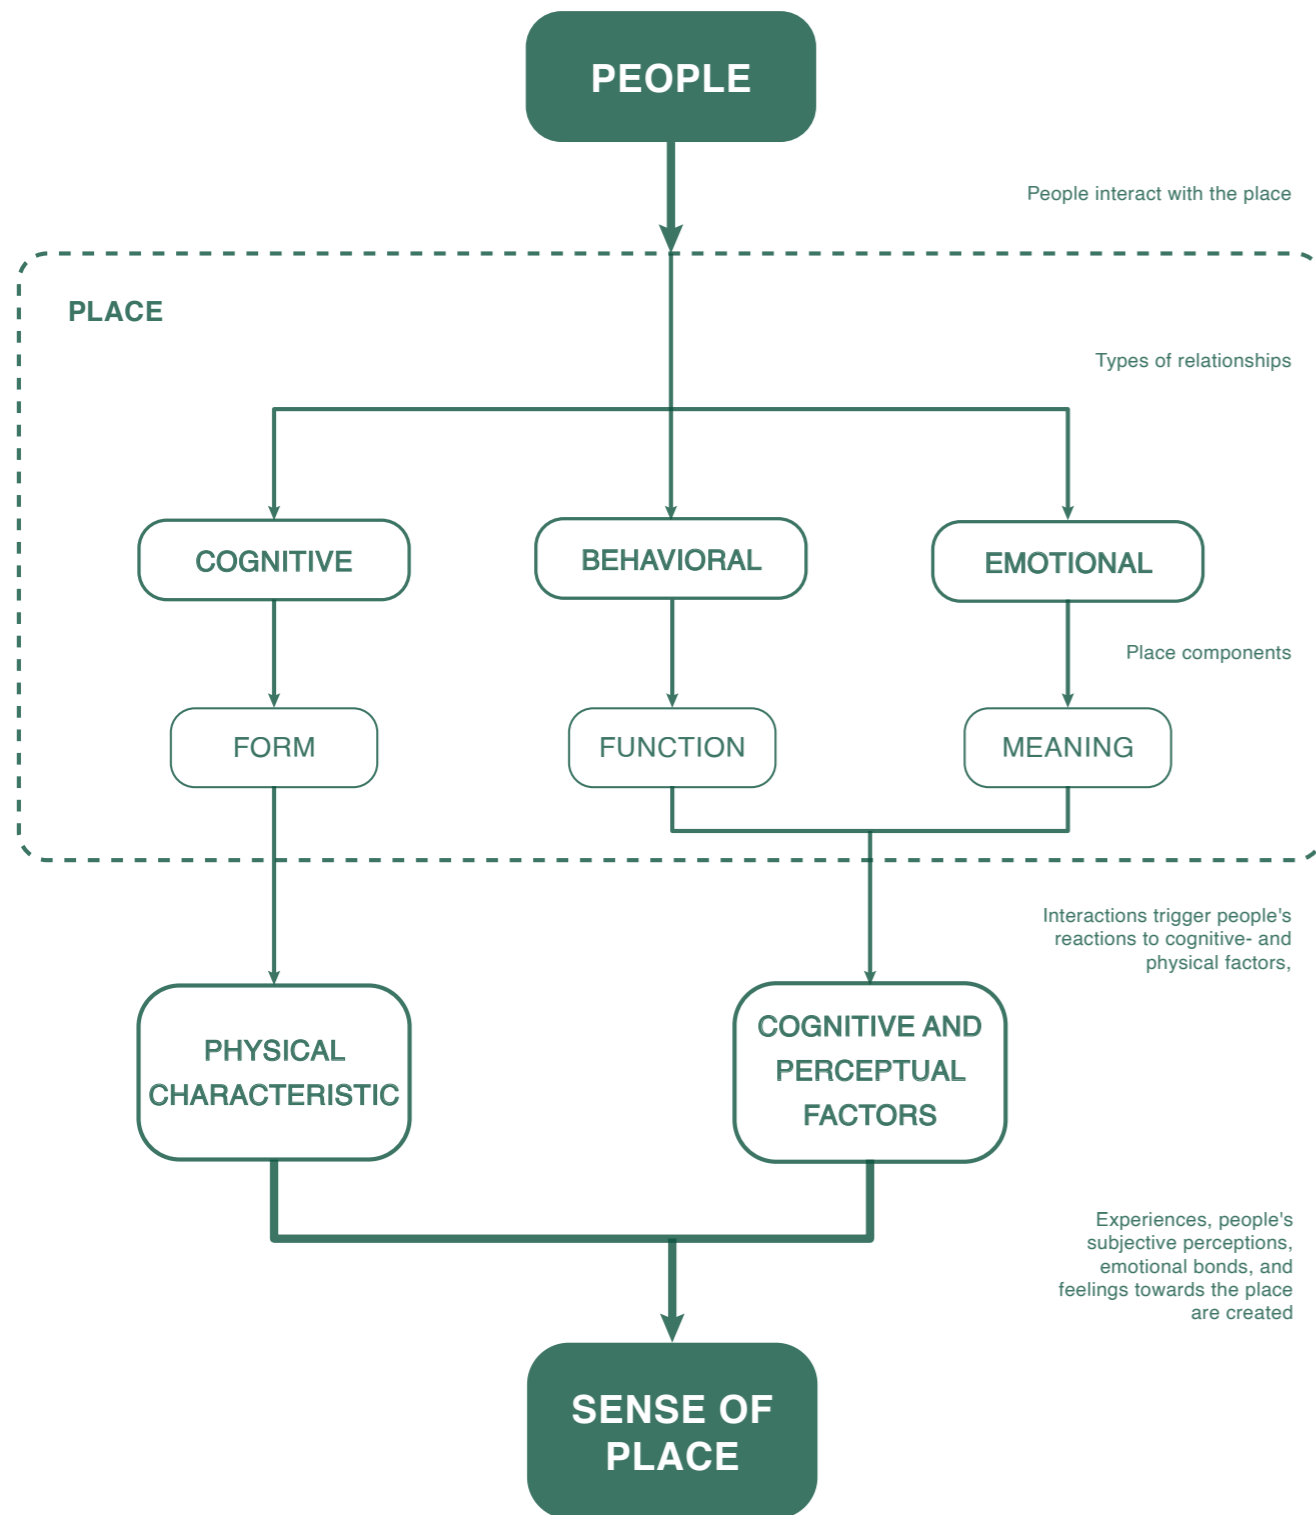 PEOPLE
People interact with the place
PLACE
Types of relationships
COGNITIVE
BEHAVIORAL
EMOTIONAL
Place components
FORM
FUNCTION
MEANING
Interactions trigger people's
reactions to cognitive- and
physical factors,
PHYSICAL
CHARACTERISTIC
COGNITIVE AND
PERCEPTUAL
FACTORS
Experiences, people's
subjective perceptions,
emotional bonds, and
feelings towards the place
are created
SENSE OF
PLACE